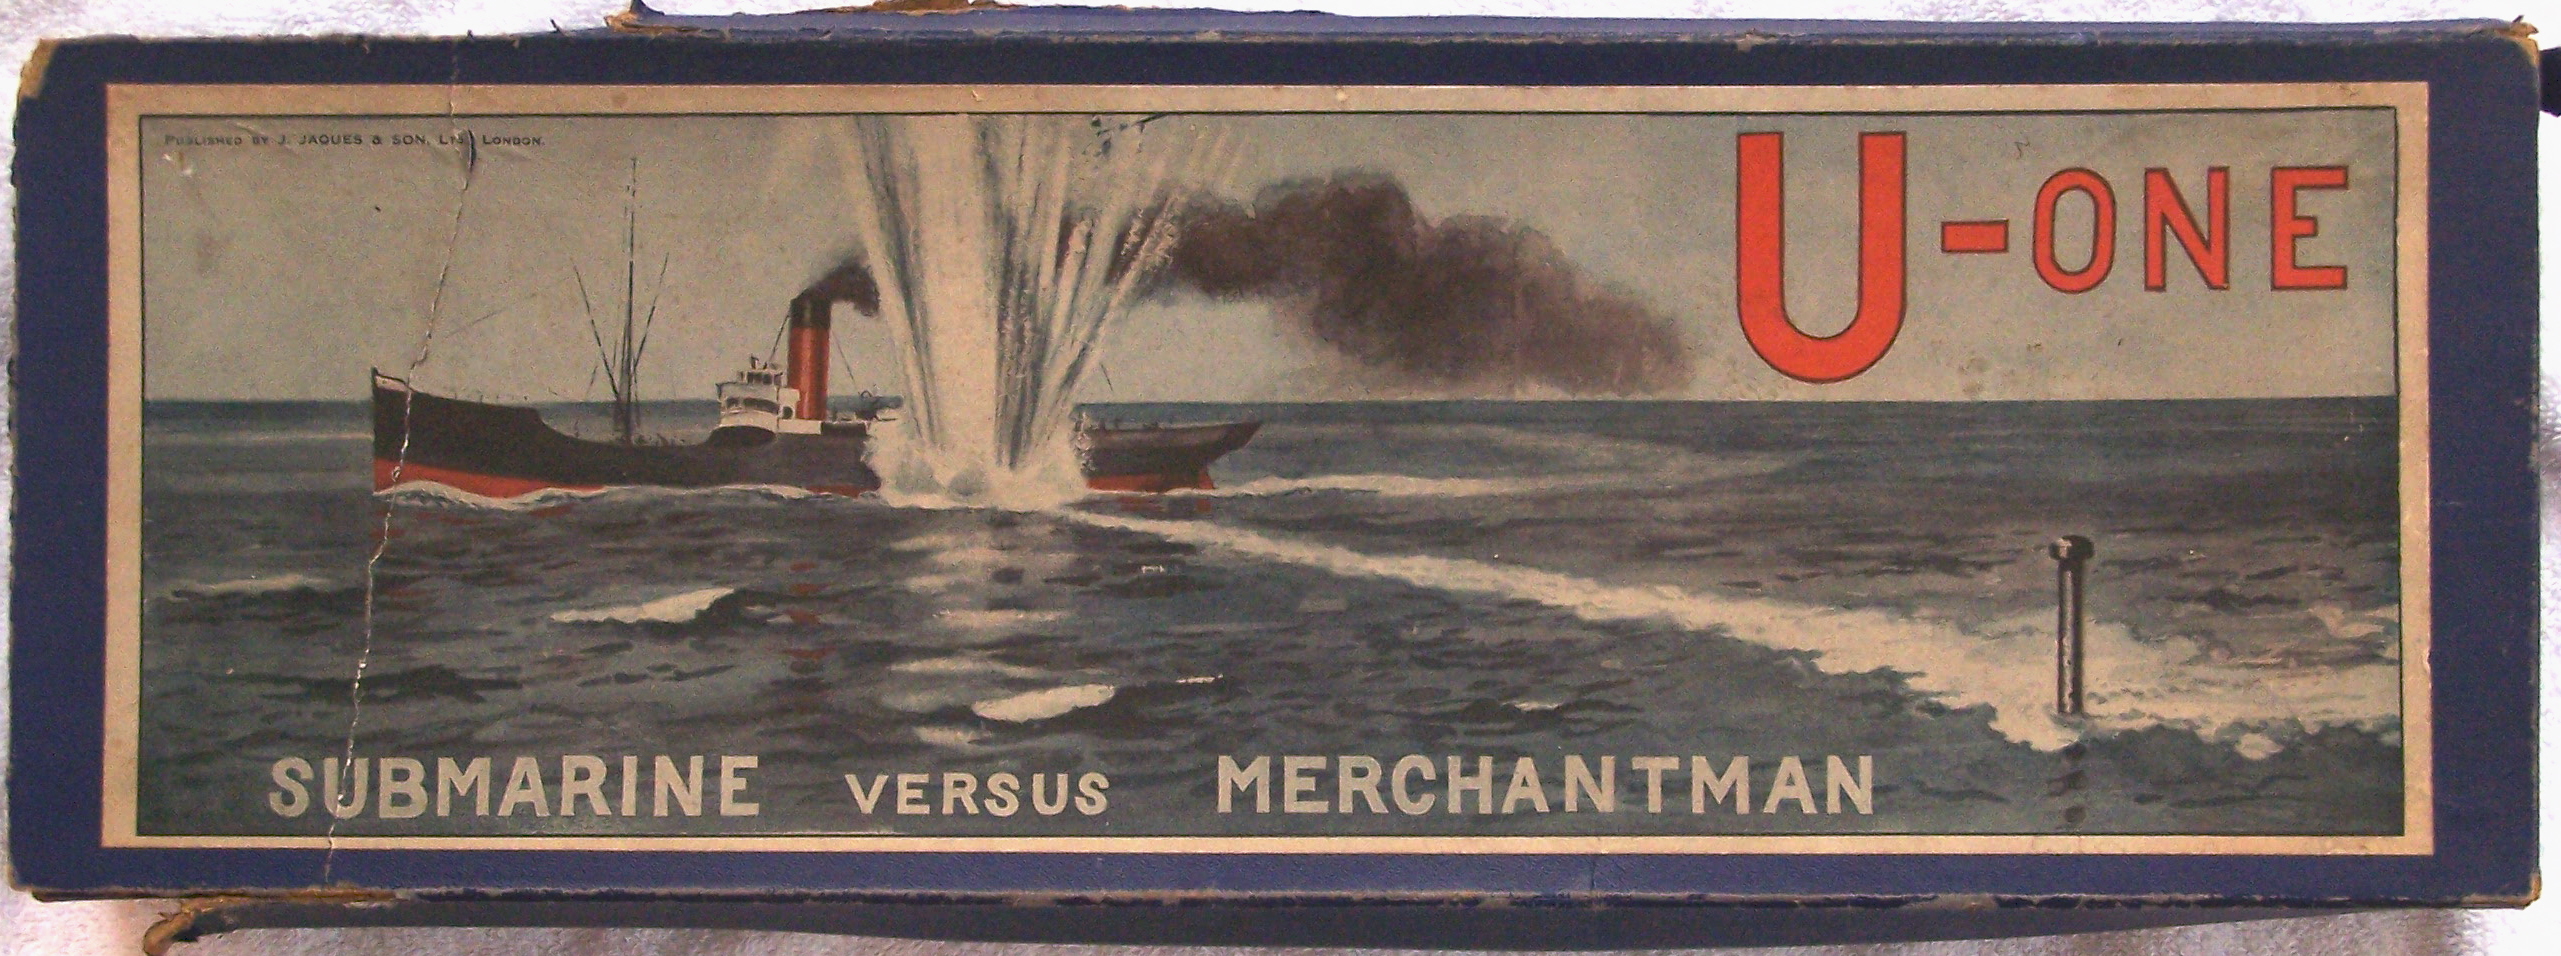 PUBLISHED BY J. JAQUES & SON, LTD., LONDON.
U-ONE
SUBMARINE VERSUS MERCHANTMAN